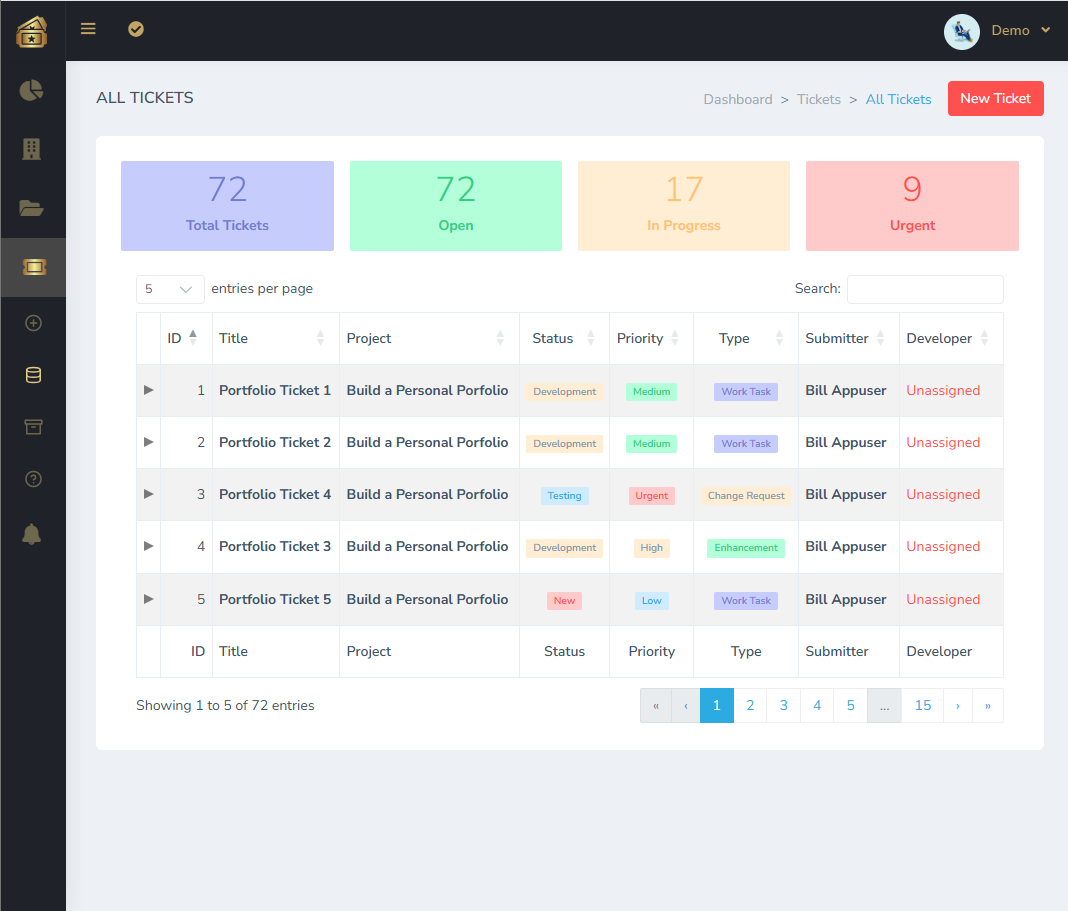 Demo
ALL TICKETS
Dashboard > Tickets > All Tickets
New Ticket
72
Total Tickets
72
Open
17
In Progress
9
Urgent
5 entries per page
Search:
ID Title Project Status Priority Type Submitter Developer
1 Portfolio Ticket 1 Build a Personal Porfolio Development Medium Work Task Bill Appuser Unassigned
2 Portfolio Ticket 2 Build a Personal Porfolio Development Medium Work Task Bill Appuser Unassigned
3 Portfolio Ticket 4 Build a Personal Porfolio Testing Urgent Change Request Bill Appuser Unassigned
4 Portfolio Ticket 3 Build a Personal Porfolio Development High Enhancement Bill Appuser Unassigned
5 Portfolio Ticket 5 Build a Personal Porfolio New Low Work Task Bill Appuser Unassigned
ID Title Project Status Priority Type Submitter Developer
Showing 1 to 5 of 72 entries
« ‹ 1 2 3 4 5 ... 15 › »